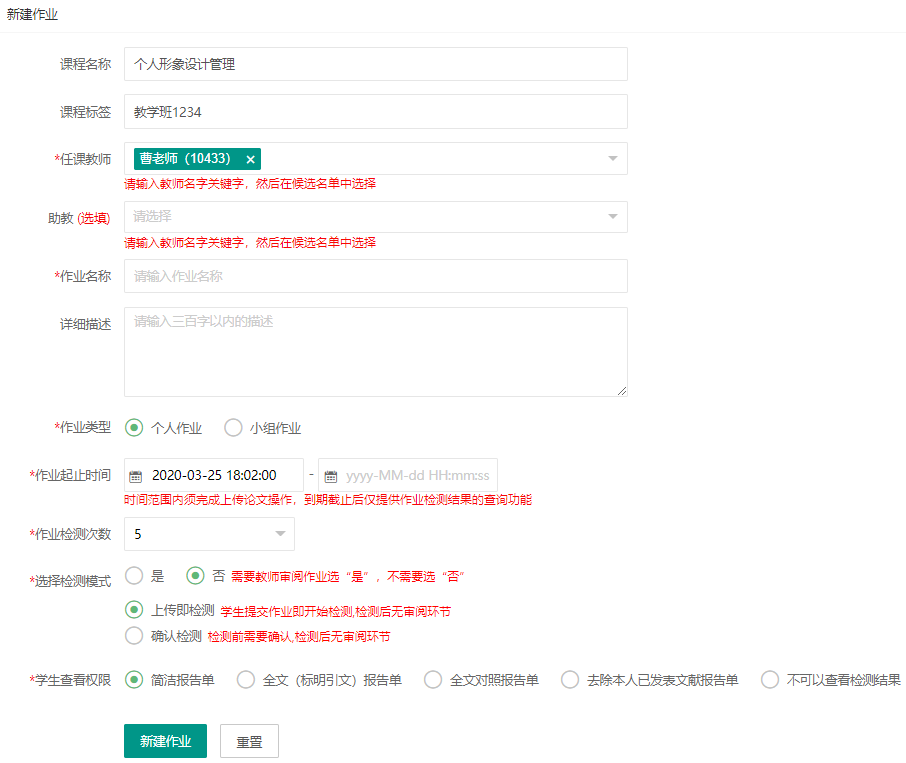 新建作业
课程名称 个人形象设计管理
课程标签 教学班1234
*任课教师 曹老师（10433） ×
请输入教师名字关键字，然后在候选名单中选择
助教 (选填) 请选择
请输入教师名字关键字，然后在候选名单中选择
*作业名称 请输入作业名称
详细描述 请输入三百字以内的描述
*作业类型 个人作业 小组作业
*作业起止时间 2020-03-25 18:02:00 - yyyy-MM-dd HH:mm:ss
时间范围内须完成上传论文操作，到期截止后仅提供作业检测结果的查询功能
*作业检测次数 5
*选择检测模式 是 否 需要教师审阅作业选“是”，不需要选“否”
上传即检测 学生提交作业即开始检测,检测后无审阅环节
确认检测 检测前需要确认,检测后无审阅环节
*学生查看权限 简洁报告单 全文（标明引文）报告单 全文对照报告单 去除本人已发表文献报告单 不可以查看检测结果
新建作业 重置